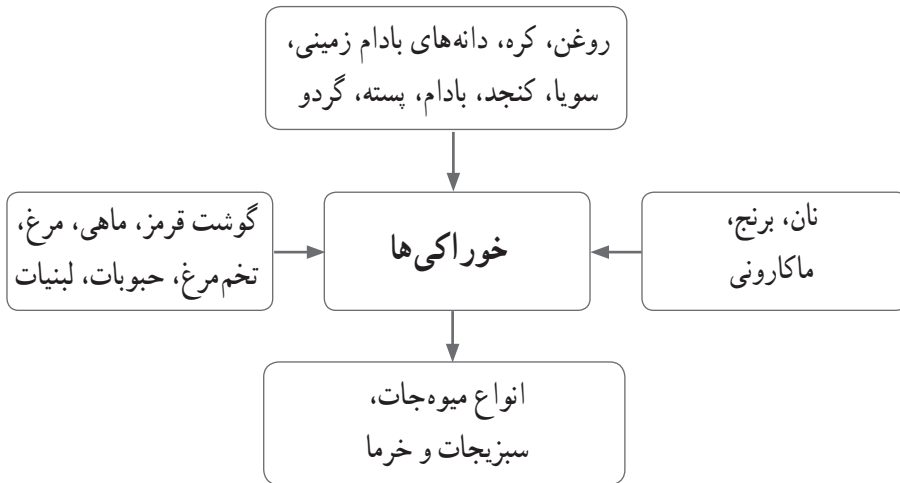 روغن، کره، دانه‌های بادام زمینی،
سویا، کنجد، بادام، پسته، گردو
نان، برنج،
ماکارونی
خوراکی‌ها
گوشت قرمز، ماهی، مرغ،
تخم‌مرغ، حبوبات، لبنیات
انواع میوه‌جات،
سبزیجات و خرما